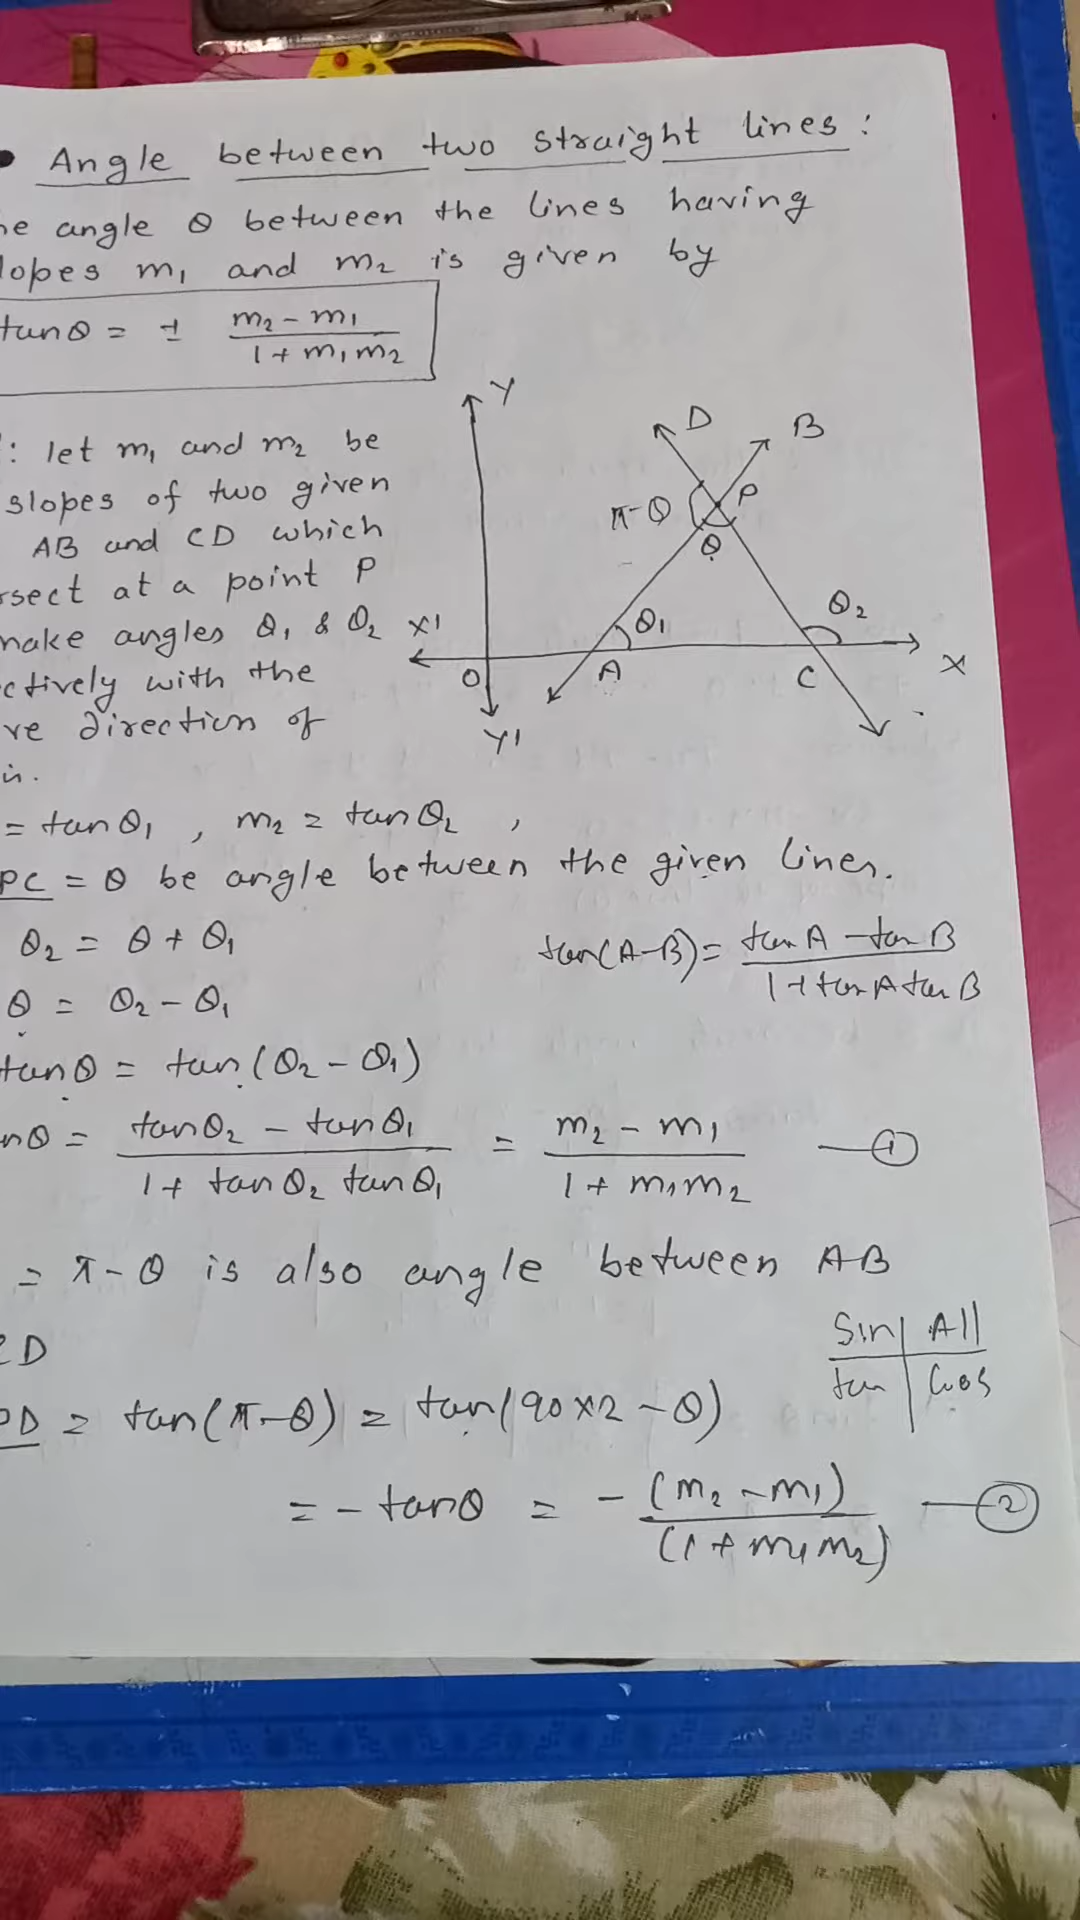 Angle between two straight lines :
angle θ between the lines having
m₁ and m₂ is given by
tanθ = ± (m₂ - m₁)/(1 + m₁m₂)
: let m₁ and m₂ be
slopes of two given
AB and CD which
at a point P
angles θ₁ & θ₂
with the
direction of
Y
D
B
P
π-θ
θ
θ₁
θ₂
X'
O
A
C
X
Y'
= tanθ₁ , m₂ = tanθ₂ ,
PC = θ be angle between the given lines.
θ₂ = θ + θ₁
θ = θ₂ - θ₁
tan(A-B) = (tanA - tanB)/(1 + tanA tanB)
tanθ = tan(θ₂ - θ₁)
nθ = (tanθ₂ - tanθ₁)/(1 + tanθ₂ tanθ₁) = (m₂ - m₁)/(1 + m₁m₂) —①
= π-θ is also angle between AB
CD
Sin | All
tan | Cos
PD = tan(π-θ) = tan(90×2-θ)
= - tanθ = - (m₂ - m₁)/(1 + m₁m₂) —②